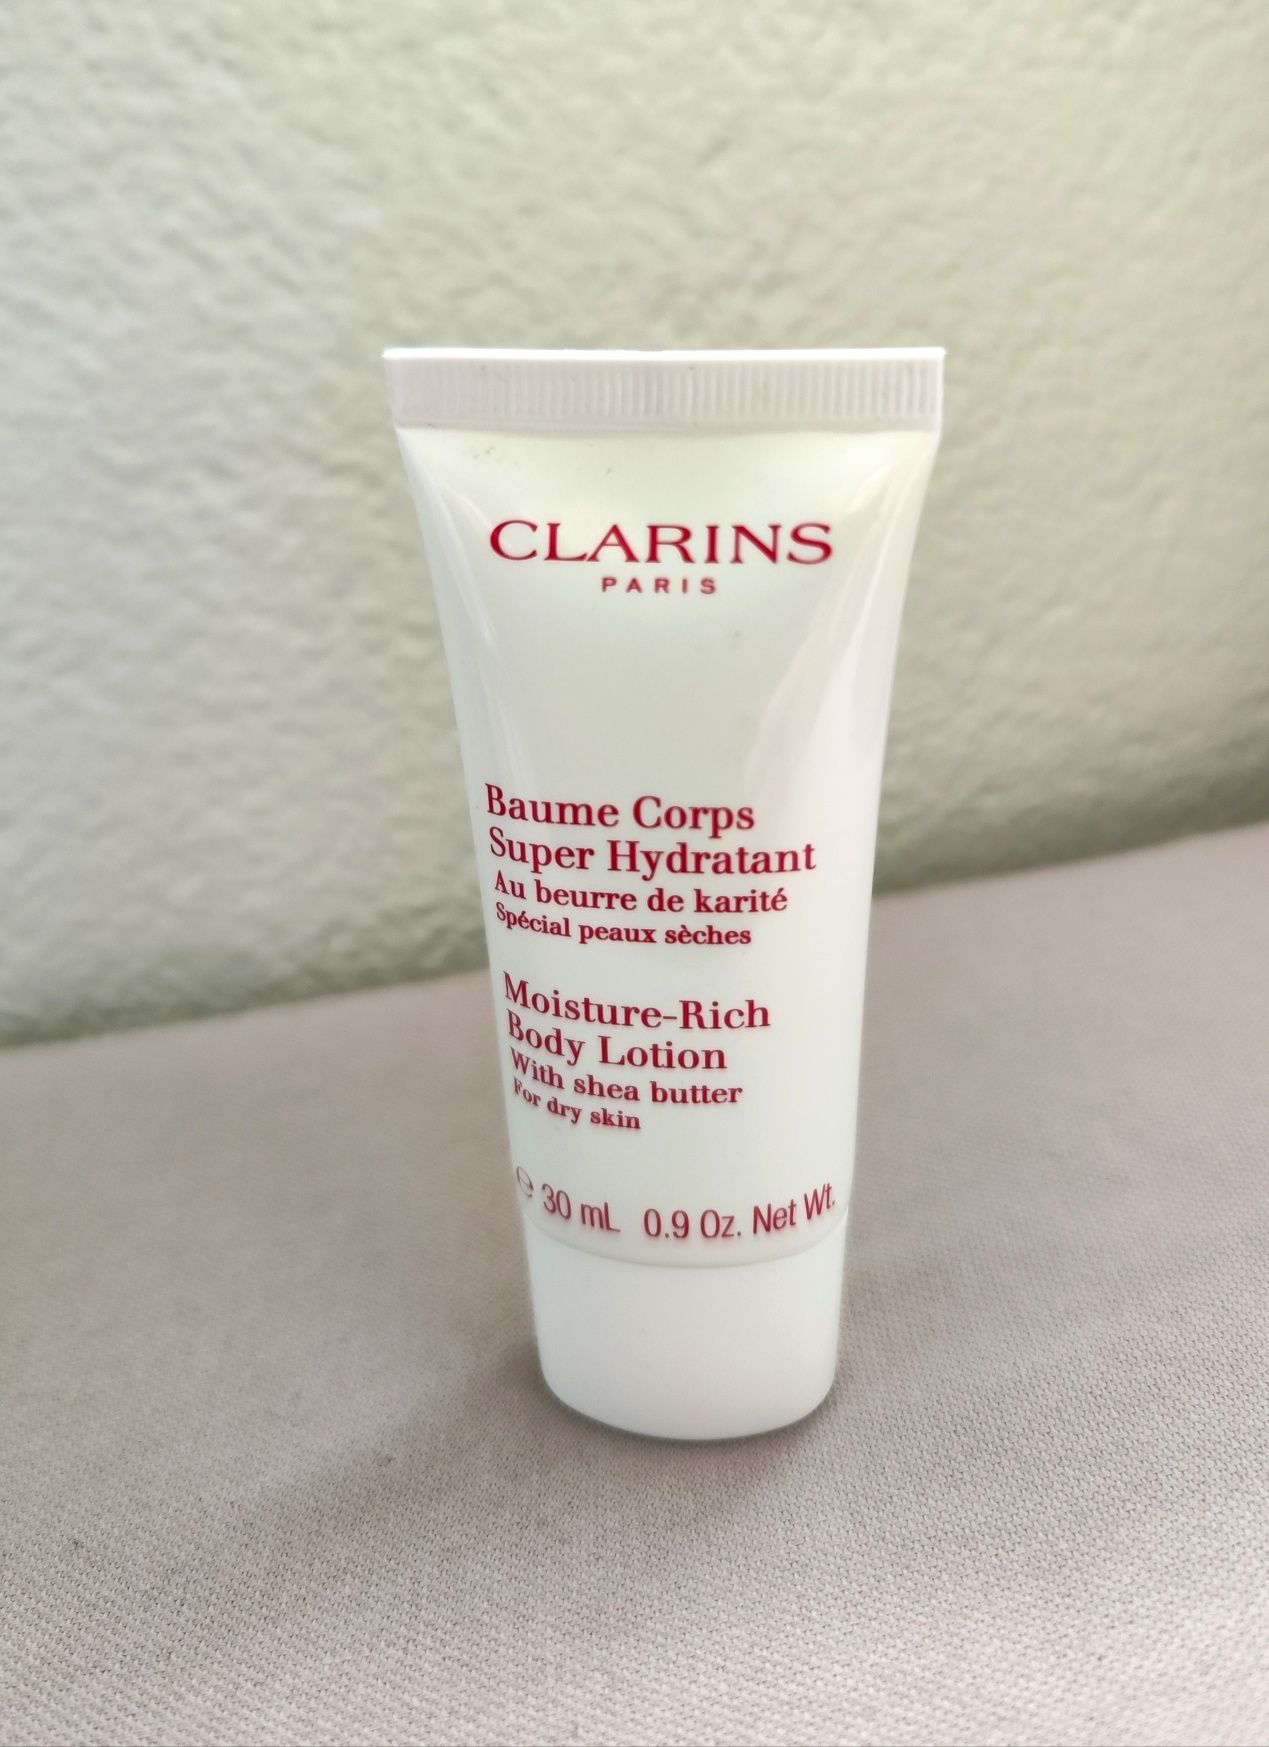 CLARINS
PARIS
Baume Corps
Super Hydratant
Au beurre de karité
Spécial peaux sèches
Moisture-Rich
Body Lotion
With shea butter
For dry skin
℮ 30 mL 0.9 Oz. Net Wt.